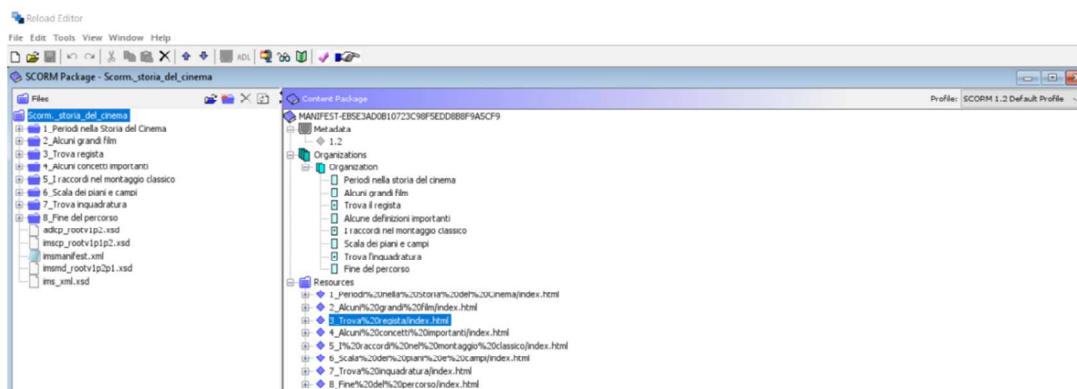 Reload Editor
File Edit Tools View Window Help
ADL
SCORM Package - Scorm._storia_del_cinema
Files
Scorm._storia_del_cinema
1_Periodi nella Storia del Cinema
2_Alcuni grandi film
3_Trova regista
4_Alcuni concetti importanti
5_I raccordi nel montaggio classico
6_Scala dei piani e campi
7_Trova inquadratura
8_Fine del percorso
adlcp_rootv1p2.xsd
imscp_rootv1p1p2.xsd
imsmanifest.xml
imsmd_rootv1p2p1.xsd
ims_xml.xsd
Content Package
Profile: SCORM 1.2 Default Profile
MANIFEST-EB5E3AD0B10723C98F5EDD8B8F9A5CF9
Metadata
1.2
Organizations
Organization
Periodi nella storia del cinema
Alcuni grandi film
Trova il regista
Alcune definizioni importanti
I raccordi nel montaggio classico
Scala dei piani e campi
Trova l'inquadratura
Fine del percorso
Resources
1_Periodi%20nella%20Storia%20del%20Cinema/index.html
2_Alcuni%20grandi%20film/index.html
3_Trova%20regista/index.html
4_Alcuni%20concetti%20importanti/index.html
5_I%20raccordi%20nel%20montaggio%20classico/index.html
6_Scala%20dei%20piani%20e%20campi/index.html
7_Trova%20inquadratura/index.html
8_Fine%20del%20percorso/index.html